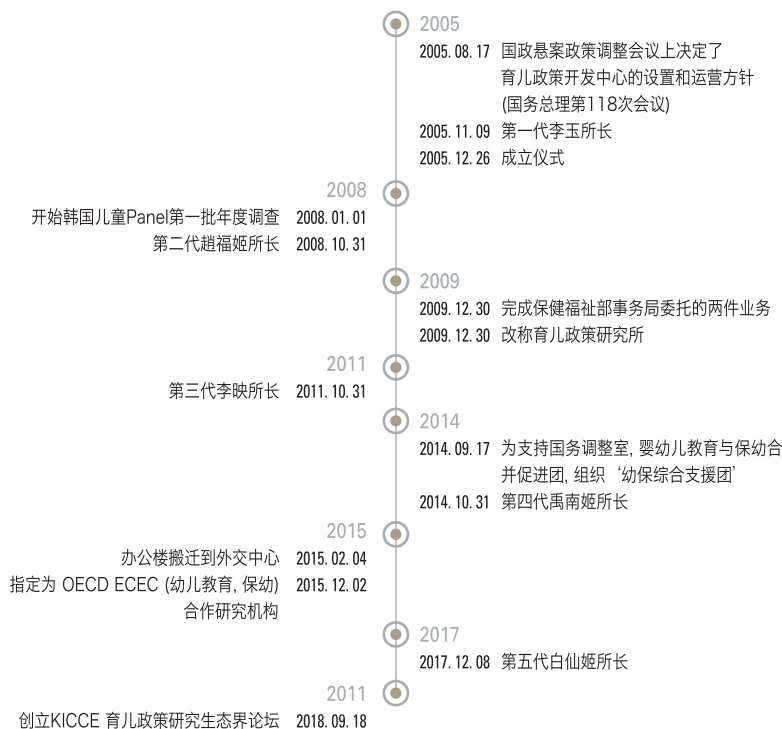 2005
2005. 08. 17 国政悬案政策调整会议上决定了
育儿政策开发中心的设置和运营方针
(国务总理第118次会议)
2005. 11. 09 第一代李玉所长
2005. 12. 26 成立仪式
2008
开始韩国儿童Panel第一批年度调查 2008. 01. 01
第二代趙福姬所长 2008. 10. 31
2009
2009. 12. 30 完成保健福祉部事务局委托的两件业务
2009. 12. 30 改称育儿政策研究所
2011
第三代李映所长 2011. 10. 31
2014
2014. 09. 17 为支持国务调整室, 婴幼儿教育与保幼合
并促进团, 组织‘幼保综合支援团’
2014. 10. 31 第四代禹南姬所长
2015
办公楼搬迁到外交中心 2015. 02. 04
指定为 OECD ECEC (幼儿教育, 保幼) 2015. 12. 02
合作研究机构
2017
2017. 12. 08 第五代白仙姬所长
2011
创立KICCE 育儿政策研究生态界论坛 2018. 09. 18